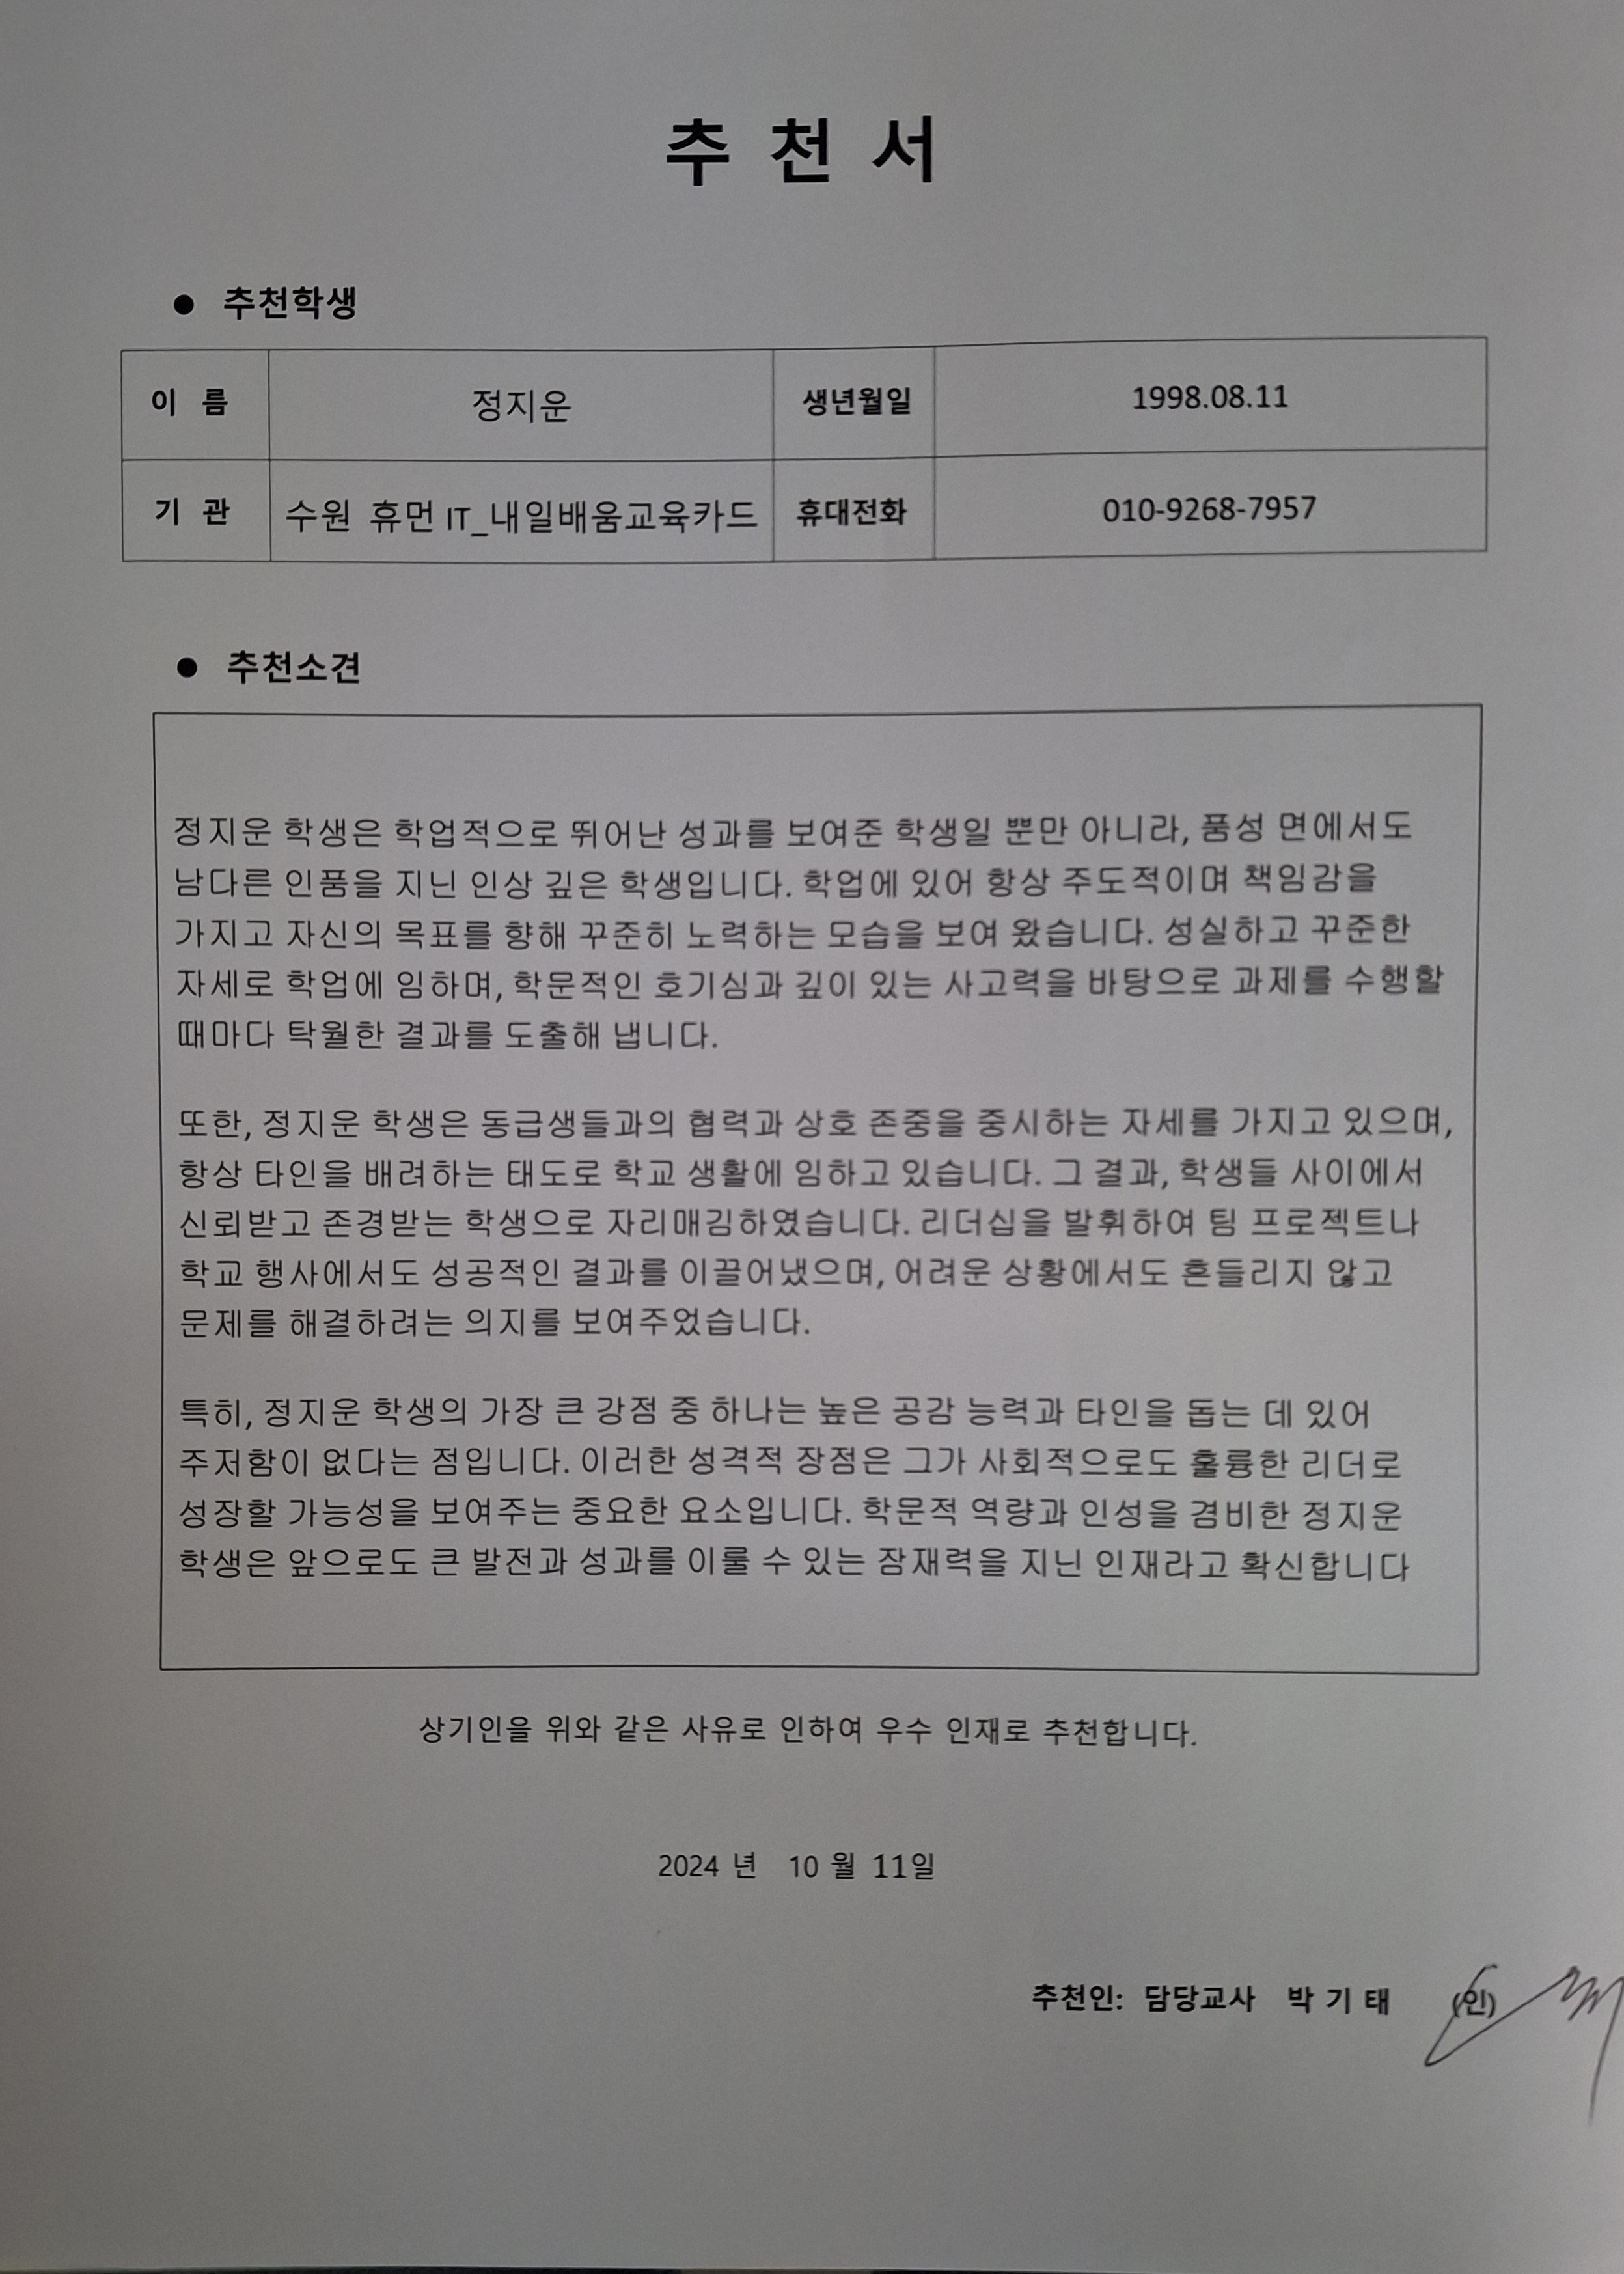 추 천 서
● 추천학생
이 름 정지운 생년월일 1998.08.11
기 관 수원 휴먼 IT_내일배움교육카드 휴대전화 010-9268-7957
● 추천소견
정지운 학생은 학업적으로 뛰어난 성과를 보여준 학생일 뿐만 아니라, 품성 면에서도
남다른 인품을 지닌 인상 깊은 학생입니다. 학업에 있어 항상 주도적이며 책임감을
가지고 자신의 목표를 향해 꾸준히 노력하는 모습을 보여 왔습니다. 성실하고 꾸준한
자세로 학업에 임하며, 학문적인 호기심과 깊이 있는 사고력을 바탕으로 과제를 수행할
때마다 탁월한 결과를 도출해 냅니다.
또한, 정지운 학생은 동급생들과의 협력과 상호 존중을 중시하는 자세를 가지고 있으며,
항상 타인을 배려하는 태도로 학교 생활에 임하고 있습니다. 그 결과, 학생들 사이에서
신뢰받고 존경받는 학생으로 자리매김하였습니다. 리더십을 발휘하여 팀 프로젝트나
학교 행사에서도 성공적인 결과를 이끌어냈으며, 어려운 상황에서도 흔들리지 않고
문제를 해결하려는 의지를 보여주었습니다.
특히, 정지운 학생의 가장 큰 강점 중 하나는 높은 공감 능력과 타인을 돕는 데 있어
주저함이 없다는 점입니다. 이러한 성격적 장점은 그가 사회적으로도 훌륭한 리더로
성장할 가능성을 보여주는 중요한 요소입니다. 학문적 역량과 인성을 겸비한 정지운
학생은 앞으로도 큰 발전과 성과를 이룰 수 있는 잠재력을 지닌 인재라고 확신합니다
상기인을 위와 같은 사유로 인하여 우수 인재로 추천합니다.
2024 년 10 월 11일
추천인: 담당교사 박 기 태 (인)